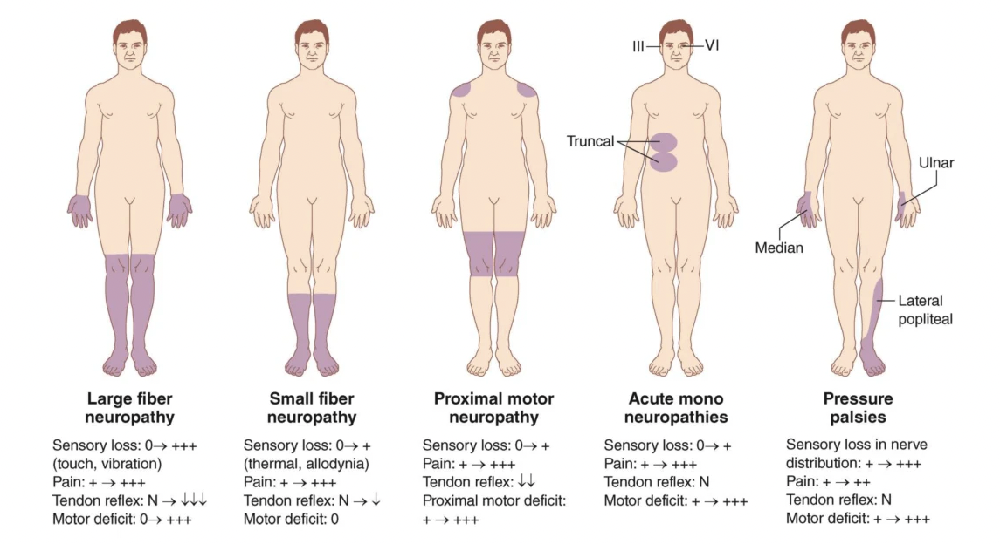 III
VI
Truncal
Ulnar
Median
Lateral
popliteal
Large fiber
neuropathy
Sensory loss: 0→ +++
(touch, vibration)
Pain: + → +++
Tendon reflex: N → ↓↓↓
Motor deficit: 0→ +++
Small fiber
neuropathy
Sensory loss: 0→ +
(thermal, allodynia)
Pain: + → +++
Tendon reflex: N → ↓
Motor deficit: 0
Proximal motor
neuropathy
Sensory loss: 0→ +
Pain: + → +++
Tendon reflex: ↓↓
Proximal motor deficit:
+ → +++
Acute mono
neuropathies
Sensory loss: 0→ +
Pain: + → +++
Tendon reflex: N
Motor deficit: + → +++
Pressure
palsies
Sensory loss in nerve
distribution: + → +++
Pain: + → ++
Tendon reflex: N
Motor deficit: + → +++